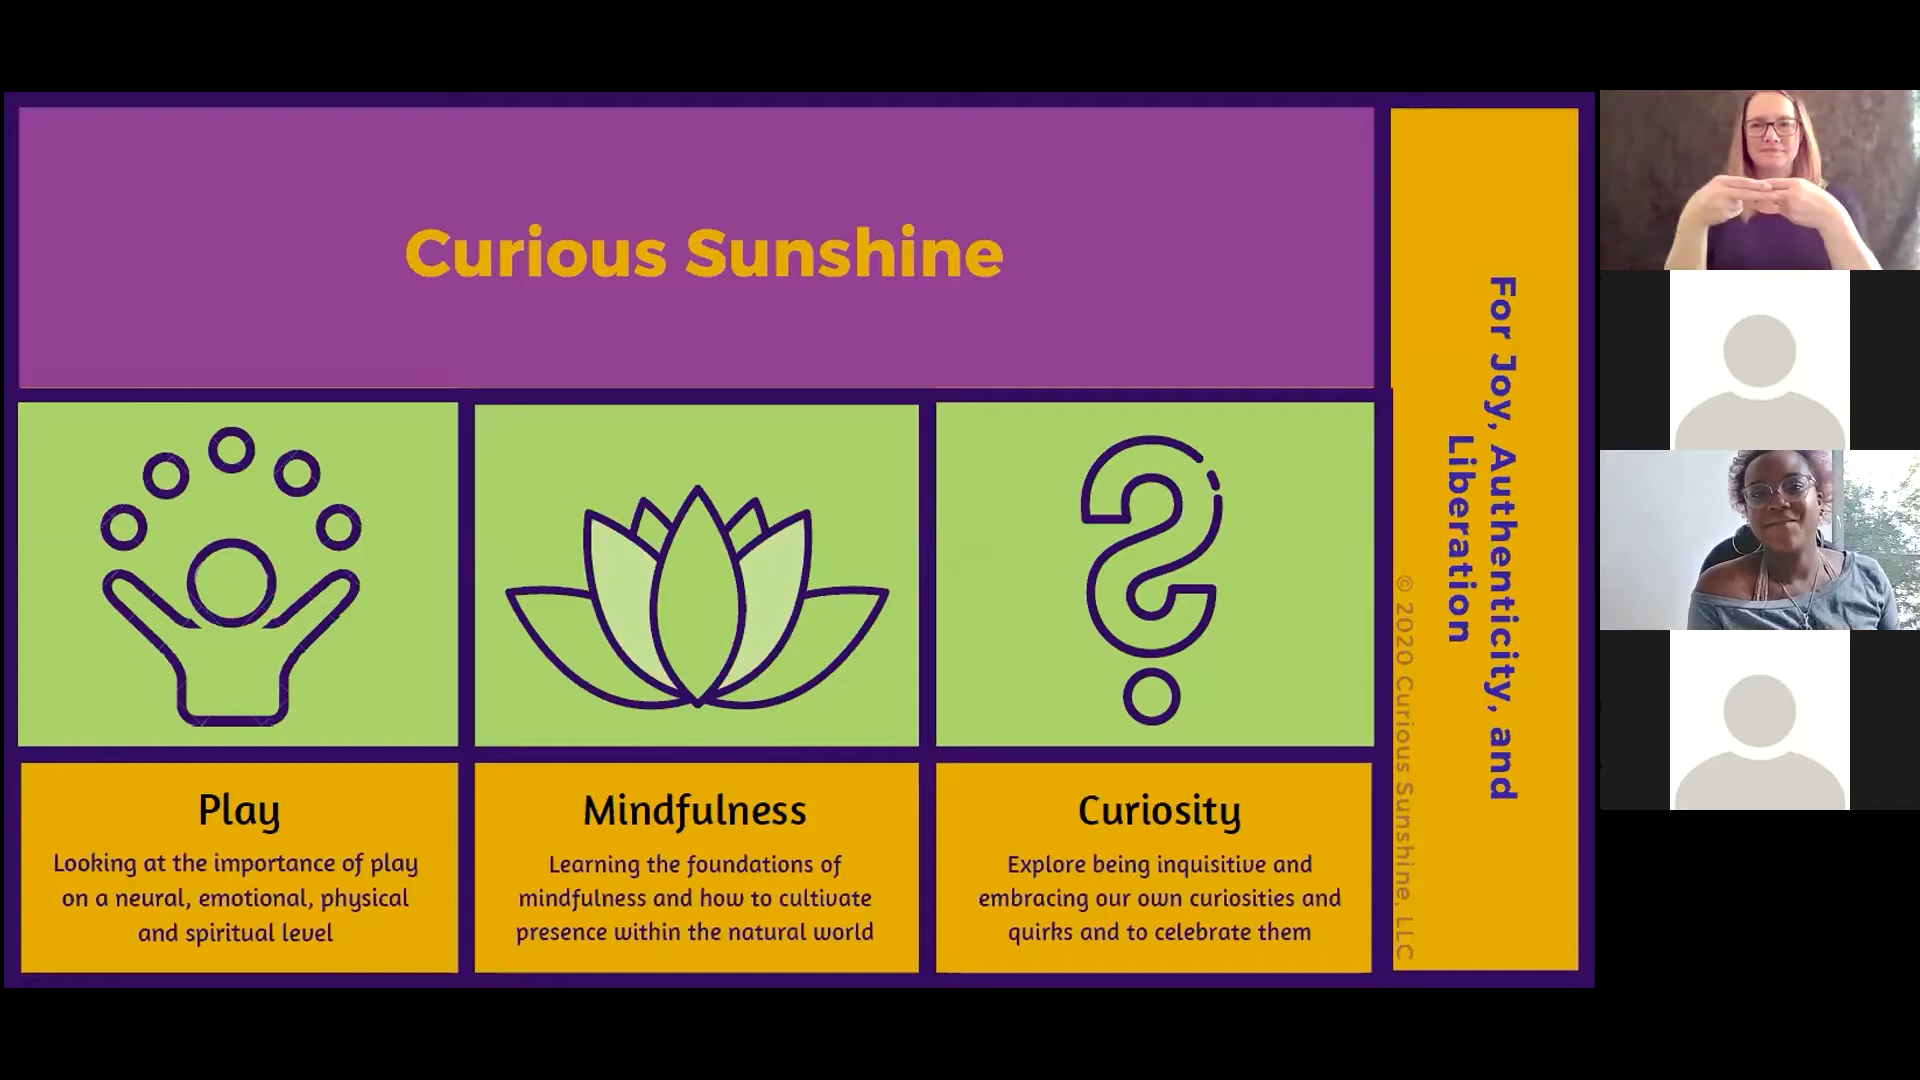 Curious Sunshine
Play
Looking at the importance of play
on a neural, emotional, physical
and spiritual level
Mindfulness
Learning the foundations of
mindfulness and how to cultivate
presence within the natural world
Curiosity
Explore being inquisitive and
embracing our own curiosities and
quirks and to celebrate them
For Joy, Authenticity, and
Liberation
© 2020 Curious Sunshine, LLC